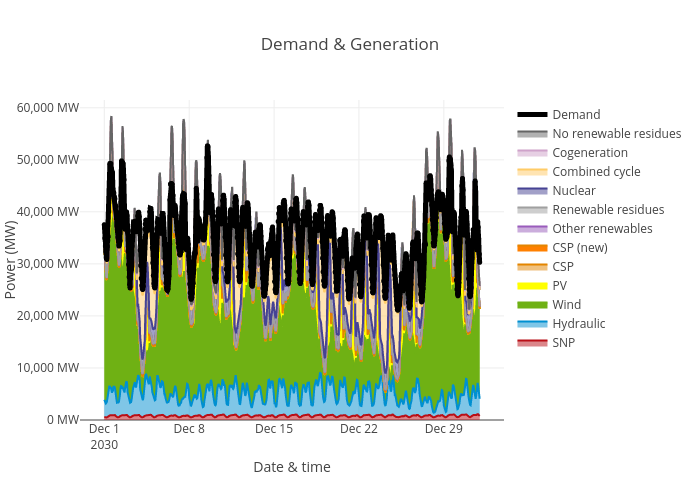 Demand & Generation
60,000 MW
50,000 MW
40,000 MW
30,000 MW
20,000 MW
10,000 MW
0 MW
Power (MW)
Dec 1
2030
Dec 8
Dec 15
Dec 22
Dec 29
Date & time
Demand
No renewable residues
Cogeneration
Combined cycle
Nuclear
Renewable residues
Other renewables
CSP (new)
CSP
PV
Wind
Hydraulic
SNP